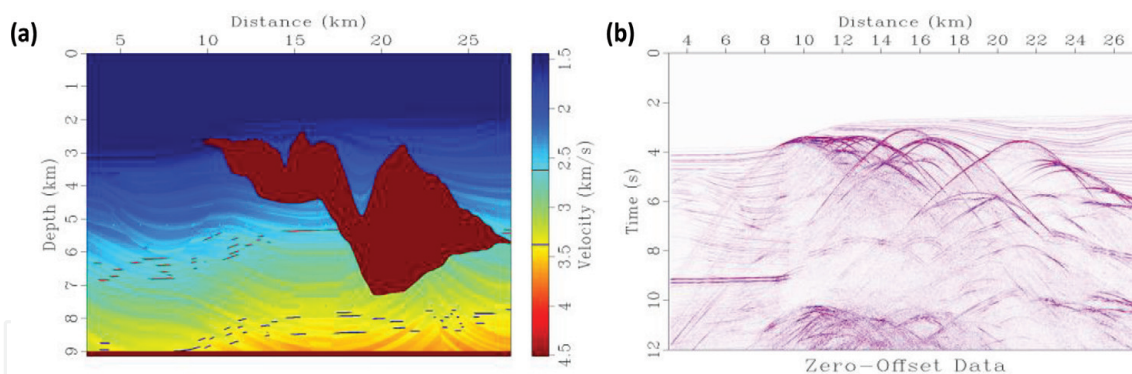 (a)
Distance (km)
5 10 15 20 25
Depth (km)
0
1
2
3
4
5
6
7
8
9
1.5
2
2.5
3
3.5
4
4.5
Velocity (km/s)
(b)
Distance (km)
4 6 8 10 12 14 16 18 20 22 24 26
Time (s)
0
2
4
6
8
10
12
Zero-Offset Data